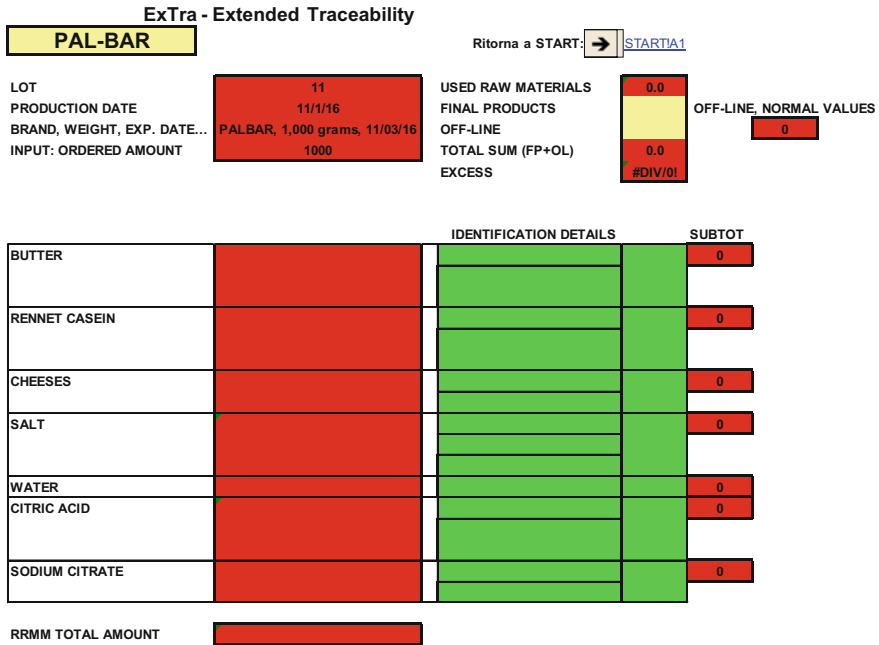 ExTra - Extended Traceability
PAL-BAR
Ritorna a START: START!A1
LOT 11 USED RAW MATERIALS 0.0
PRODUCTION DATE 11/1/16 FINAL PRODUCTS OFF-LINE, NORMAL VALUES
BRAND, WEIGHT, EXP. DATE... PALBAR, 1,000 grams, 11/03/16 OFF-LINE 0
INPUT: ORDERED AMOUNT 1000 TOTAL SUM (FP+OL) 0.0
EXCESS #DIV/0!
IDENTIFICATION DETAILS SUBTOT
BUTTER 0
RENNET CASEIN 0
CHEESES 0
SALT 0
WATER 0
CITRIC ACID 0
SODIUM CITRATE 0
RRMM TOTAL AMOUNT